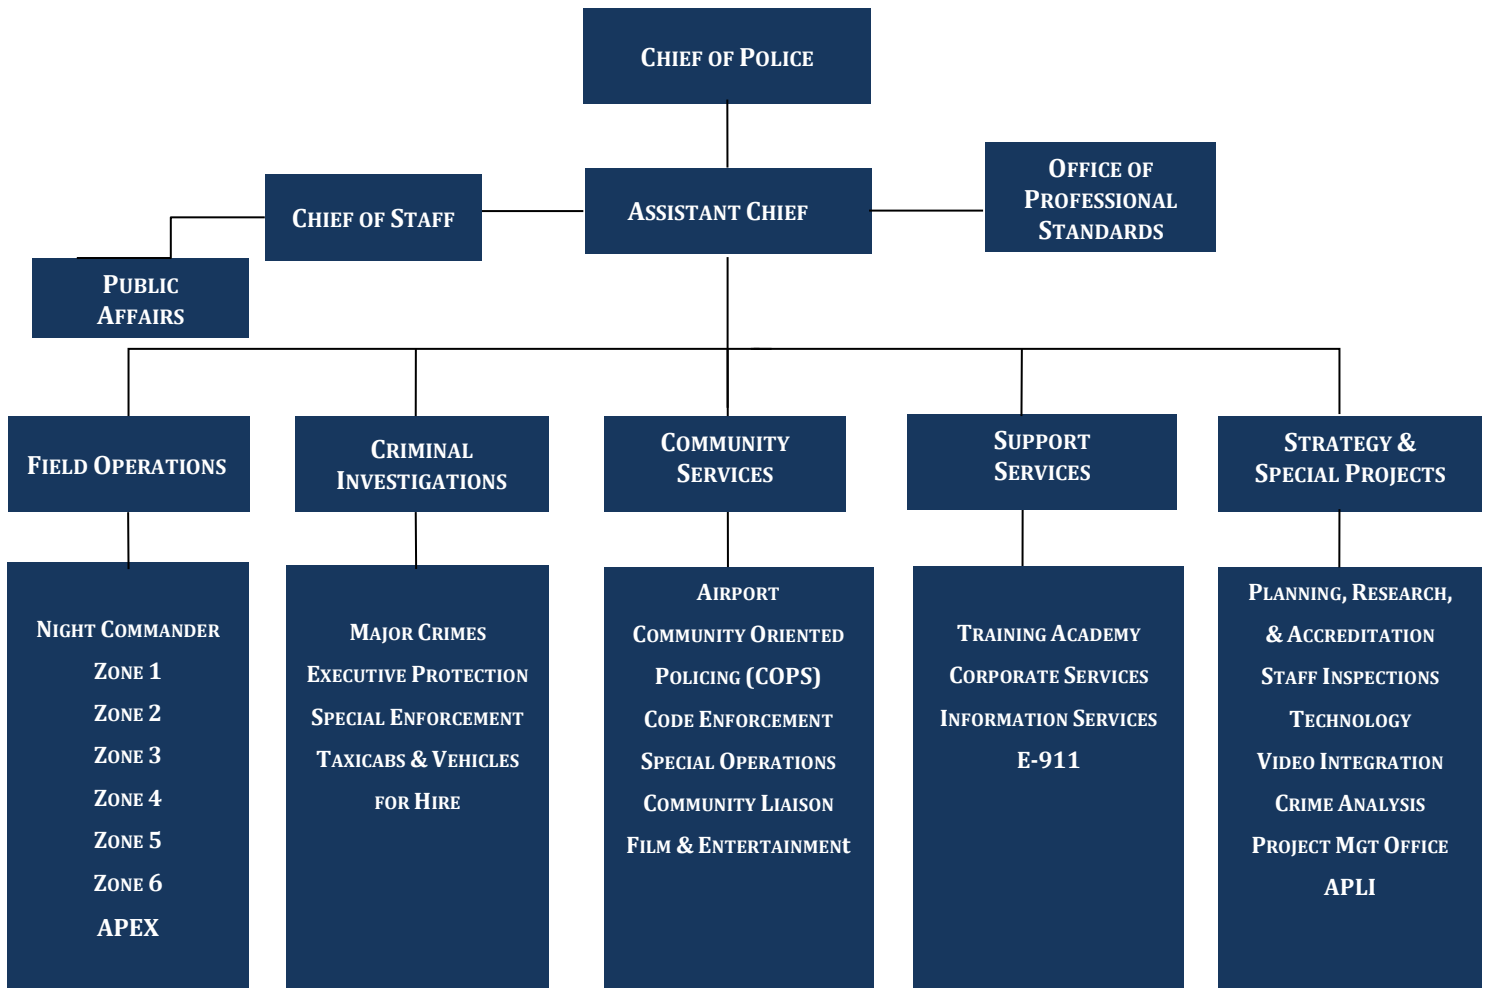 Chief of Police
Office of
Professional
Standards
Assistant Chief
Chief of Staff
Public
Affairs
Field Operations
Criminal
Investigations
Community
Services
Support
Services
Strategy &
Special Projects
Night Commander
Zone 1
Zone 2
Zone 3
Zone 4
Zone 5
Zone 6
APEX
Major Crimes
Executive Protection
Special Enforcement
Taxicabs & Vehicles
for Hire
Airport
Community Oriented
Policing (COPS)
Code Enforcement
Special Operations
Community Liaison
Film & Entertainment
Training Academy
Corporate Services
Information Services
E-911
Planning, Research,
& Accreditation
Staff Inspections
Technology
Video Integration
Crime Analysis
Project Mgt Office
APLI